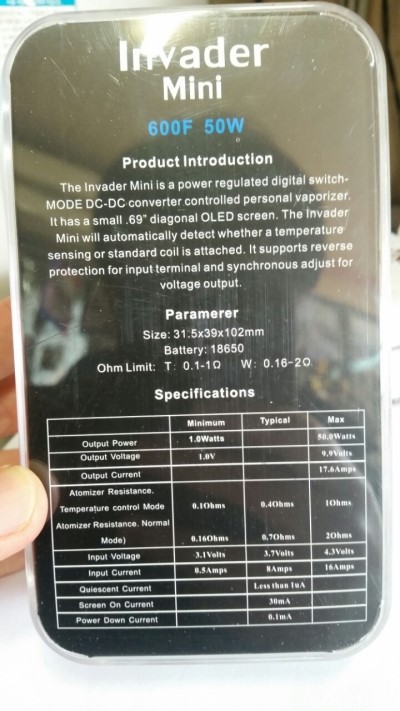 Invader
Mini
600F 50W
Product Introduction
The Invader Mini is a power regulated digital switch-
MODE DC-DC converter controlled personal vaporizer.
It has a small .69" diagonal OLED screen. The Invader
Mini will automatically detect whether a temperature
sensing or standard coil is attached. It supports reverse
protection for input terminal and synchronous adjust for
voltage output.
Paramerer
Size: 31.5x39x102mm
Battery: 18650
Ohm Limit: T: 0.1-1Ω W: 0.16-2Ω
Specifications
Minimum Typical Max
Output Power 1.0Watts 50.0Watts
Output Voltage 1.0V 9.9Volts
Output Current 17.6Amps
Atomizer Resistance.
Temperature control Mode 0.1Ohms 0.4Ohms 1Ohms
Atomizer Resistance. Normal
Mode) 0.16Ohms 0.7Ohms 2Ohms
Input Voltage 3.1Volts 3.7Volts 4.3Volts
Input Current 0.5Amps 8Amps 16Amps
Quiescent Current Less than 1uA
Screen On Current 30mA
Power Down Current 0.1mA